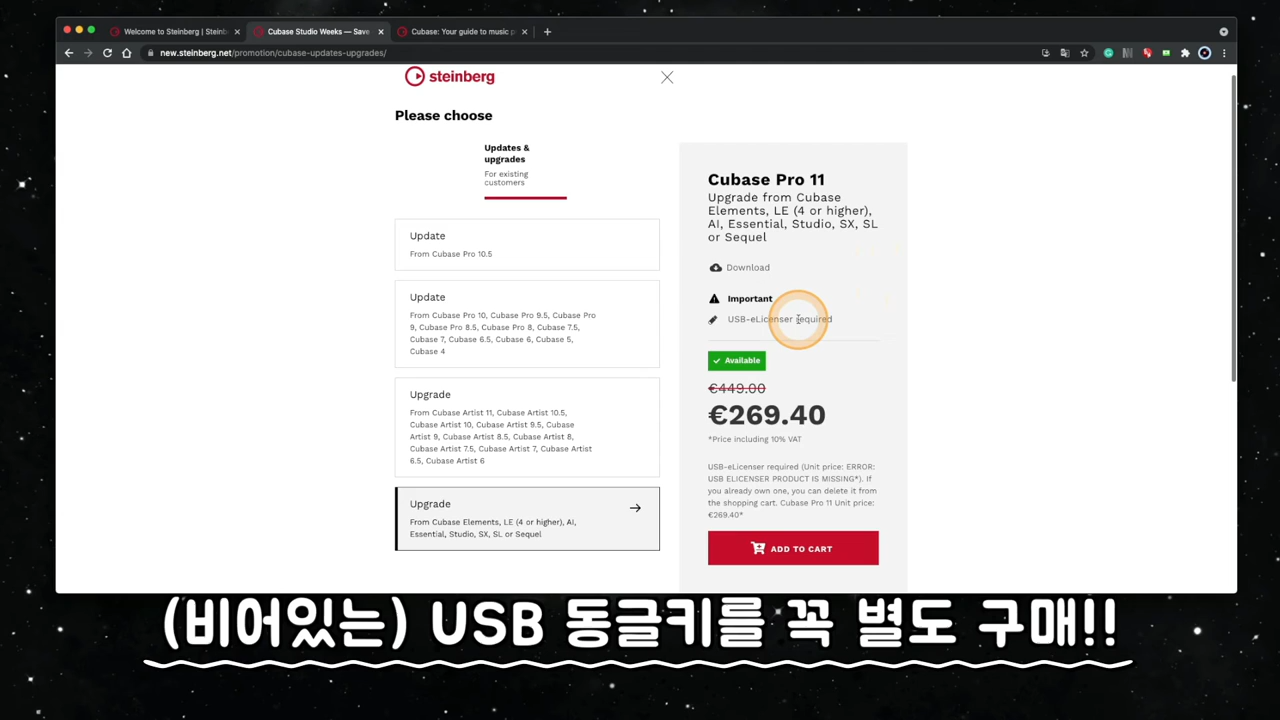 Welcome to Steinberg | Steinb
Cubase Studio Weeks — Save
Cubase: Your guide to music p
new.steinberg.net/promotion/cubase-updates-upgrades/
steinberg
Please choose
Updates &
upgrades
For existing
customers
Update
From Cubase Pro 10.5
Update
From Cubase Pro 10, Cubase Pro 9.5, Cubase Pro
9, Cubase Pro 8.5, Cubase Pro 8, Cubase 7.5,
Cubase 7, Cubase 6.5, Cubase 6, Cubase 5,
Cubase 4
Upgrade
From Cubase Artist 11, Cubase Artist 10.5,
Cubase Artist 10, Cubase Artist 9.5, Cubase
Artist 9, Cubase Artist 8.5, Cubase Artist 8,
Cubase Artist 7.5, Cubase Artist 7, Cubase Artist
6.5, Cubase Artist 6
Upgrade
From Cubase Elements, LE (4 or higher), AI,
Essential, Studio, SX, SL or Sequel
Cubase Pro 11
Upgrade from Cubase
Elements, LE (4 or higher),
AI, Essential, Studio, SX, SL
or Sequel
Download
Important
USB-eLicenser required
Available
€449.00
€269.40
*Price including 10% VAT
USB-eLicenser required (Unit price: ERROR:
USB ELICENSER PRODUCT IS MISSING*). If
you already own one, you can delete it from
the shopping cart. Cubase Pro 11 Unit price:
€269.40*
ADD TO CART
(비어있는) USB 동글키를 꼭 별도 구매!!